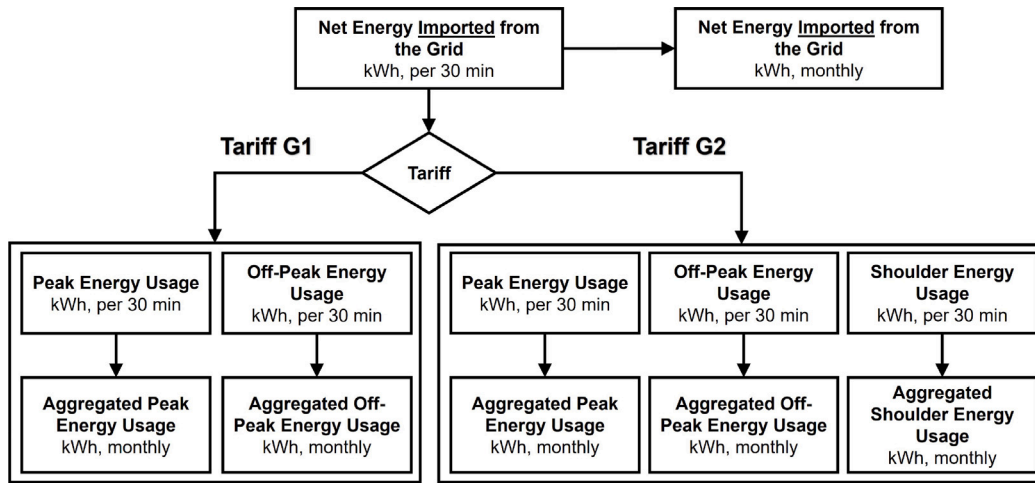 Net Energy Imported from
the Grid
kWh, per 30 min
Net Energy Imported from
the Grid
kWh, monthly
Tariff G1
Tariff
Tariff G2
Peak Energy Usage
kWh, per 30 min
Off-Peak Energy
Usage
kWh, per 30 min
Aggregated Peak
Energy Usage
kWh, monthly
Aggregated Off-
Peak Energy Usage
kWh, monthly
Peak Energy Usage
kWh, per 30 min
Off-Peak Energy
Usage
kWh, per 30 min
Shoulder Energy
Usage
kWh, per 30 min
Aggregated Peak
Energy Usage
kWh, monthly
Aggregated Off-
Peak Energy Usage
kWh, monthly
Aggregated
Shoulder Energy
Usage
kWh, monthly